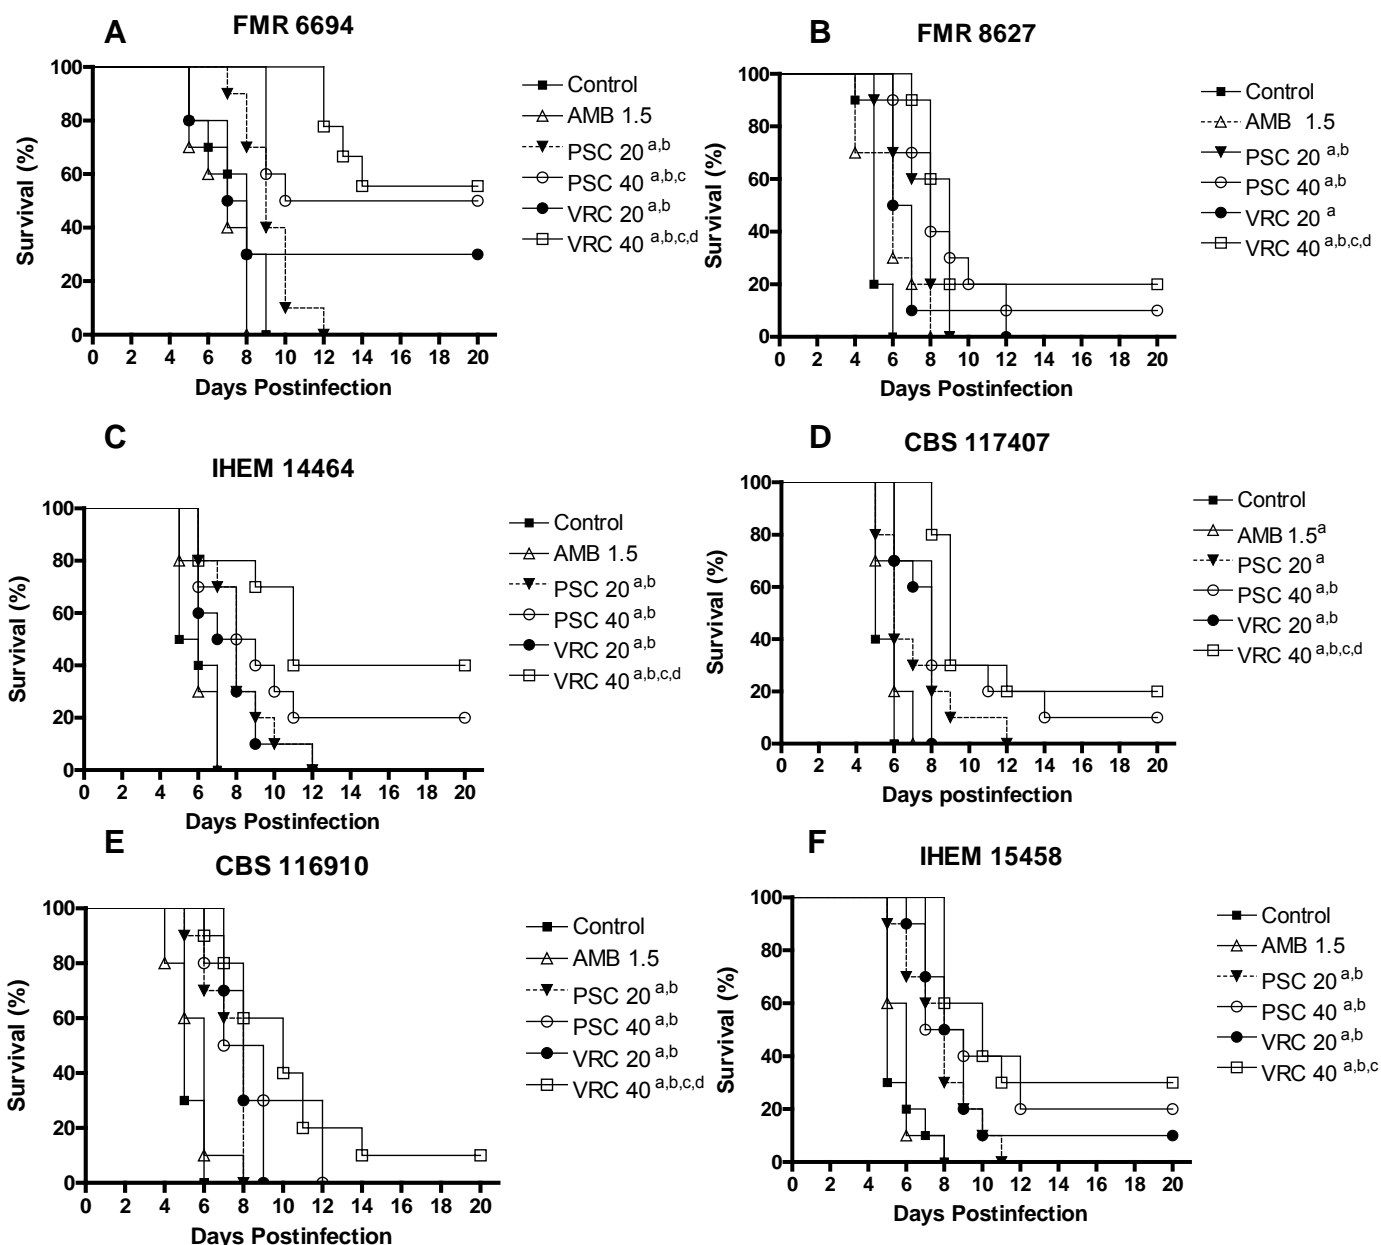 A
FMR 6694
Survival (%)
100
80
60
40
20
0
0 2 4 6 8 10 12 14 16 18 20
Days Postinfection
Control
AMB 1.5
PSC 20 a,b
PSC 40 a,b,c
VRC 20 a,b
VRC 40 a,b,c,d
B
FMR 8627
Survival (%)
100
80
60
40
20
0
0 2 4 6 8 10 12 14 16 18 20
Days Postinfection
Control
AMB 1.5
PSC 20 a,b
PSC 40 a,b
VRC 20 a
VRC 40 a,b,c,d
C
IHEM 14464
Survival (%)
100
80
60
40
20
0
0 2 4 6 8 10 12 14 16 18 20
Days Postinfection
Control
AMB 1.5
PSC 20 a,b
PSC 40 a,b
VRC 20 a,b
VRC 40 a,b,c,d
D
CBS 117407
Survival (%)
100
80
60
40
20
0
0 2 4 6 8 10 12 14 16 18 20
Days postinfection
Control
AMB 1.5 a
PSC 20 a
PSC 40 a,b
VRC 20 a,b
VRC 40 a,b,c,d
E
CBS 116910
Survival (%)
100
80
60
40
20
0
0 2 4 6 8 10 12 14 16 18 20
Days Postinfection
Control
AMB 1.5
PSC 20 a,b
PSC 40 a,b
VRC 20 a,b
VRC 40 a,b,c,d
F
IHEM 15458
Survival (%)
100
80
60
40
20
0
0 2 4 6 8 10 12 14 16 18 20
Days Postinfection
Control
AMB 1.5
PSC 20 a,b
PSC 40 a,b
VRC 20 a,b
VRC 40 a,b,c